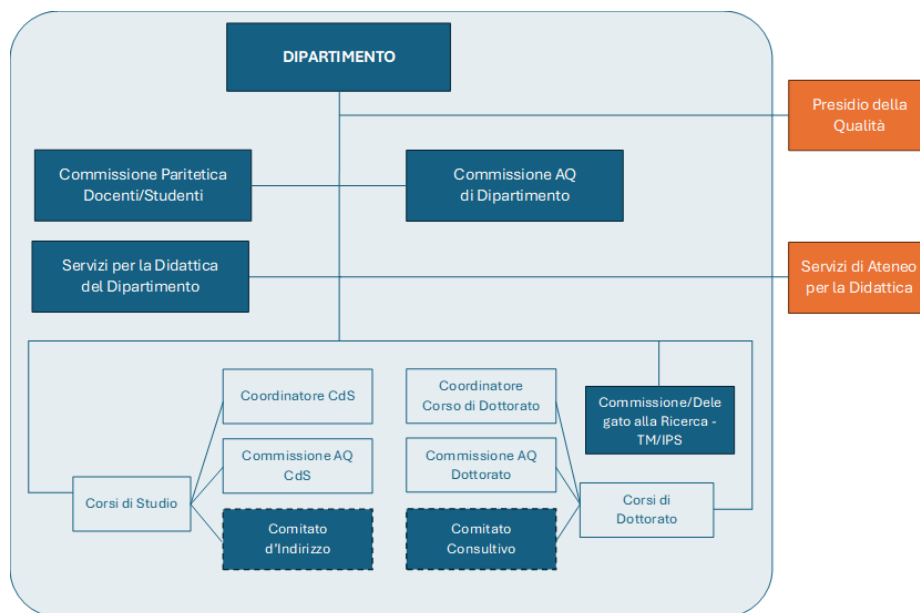 DIPARTIMENTO
Presidio della
Qualità
Commissione Paritetica
Docenti/Studenti
Commissione AQ
di Dipartimento
Servizi per la Didattica
del Dipartimento
Servizi di Ateneo
per la Didattica
Coordinatore CdS
Coordinatore
Corso di Dottorato
Commissione/Dele
gato alla Ricerca -
TM/IPS
Commissione AQ
CdS
Commissione AQ
Dottorato
Corsi di Studio
Corsi di
Dottorato
Comitato
d'Indirizzo
Comitato
Consultivo